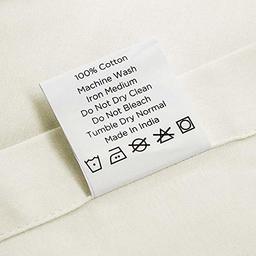 100% Cotton
Machine Wash
Iron Medium
Do Not Dry Clean
Do Not Bleach
Tumble Dry Normal
Made In India